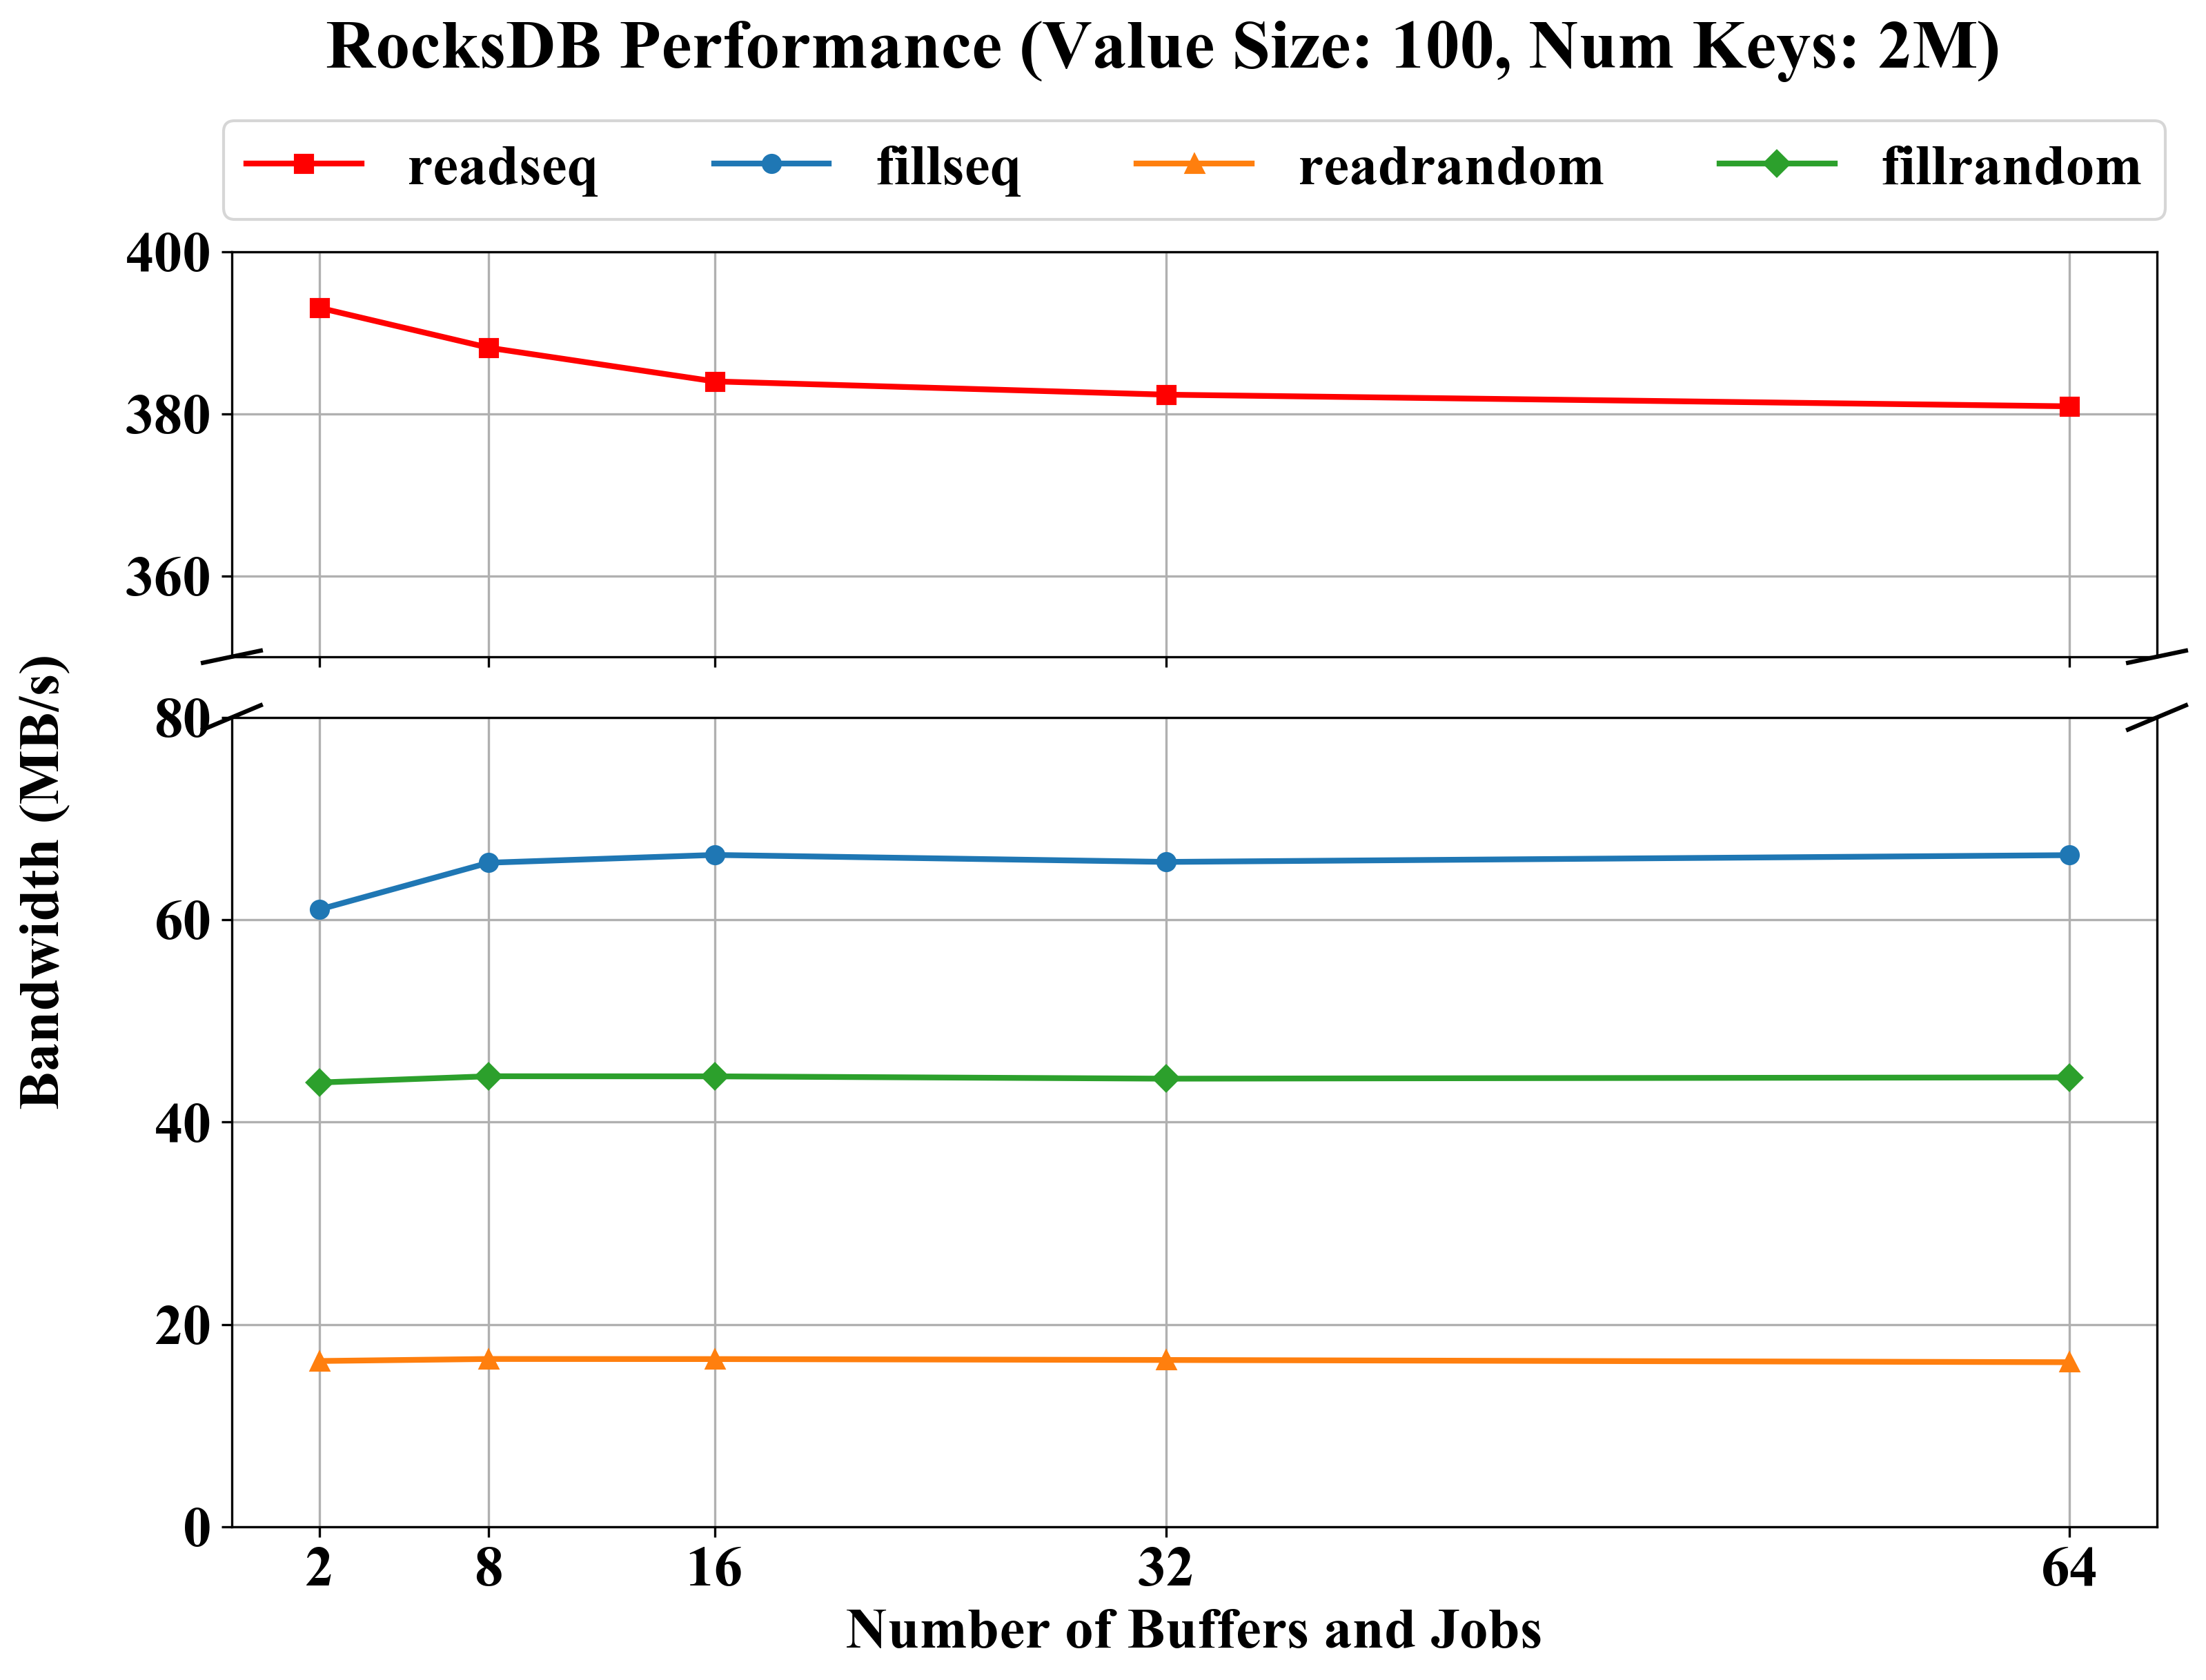 RocksDB Performance (Value Size: 100, Num Keys: 2M)
readseq fillseq readrandom fillrandom
400
380
360
80
60
40
20
0
Bandwidth (MB/s)
2 8 16 32 64
Number of Buffers and Jobs